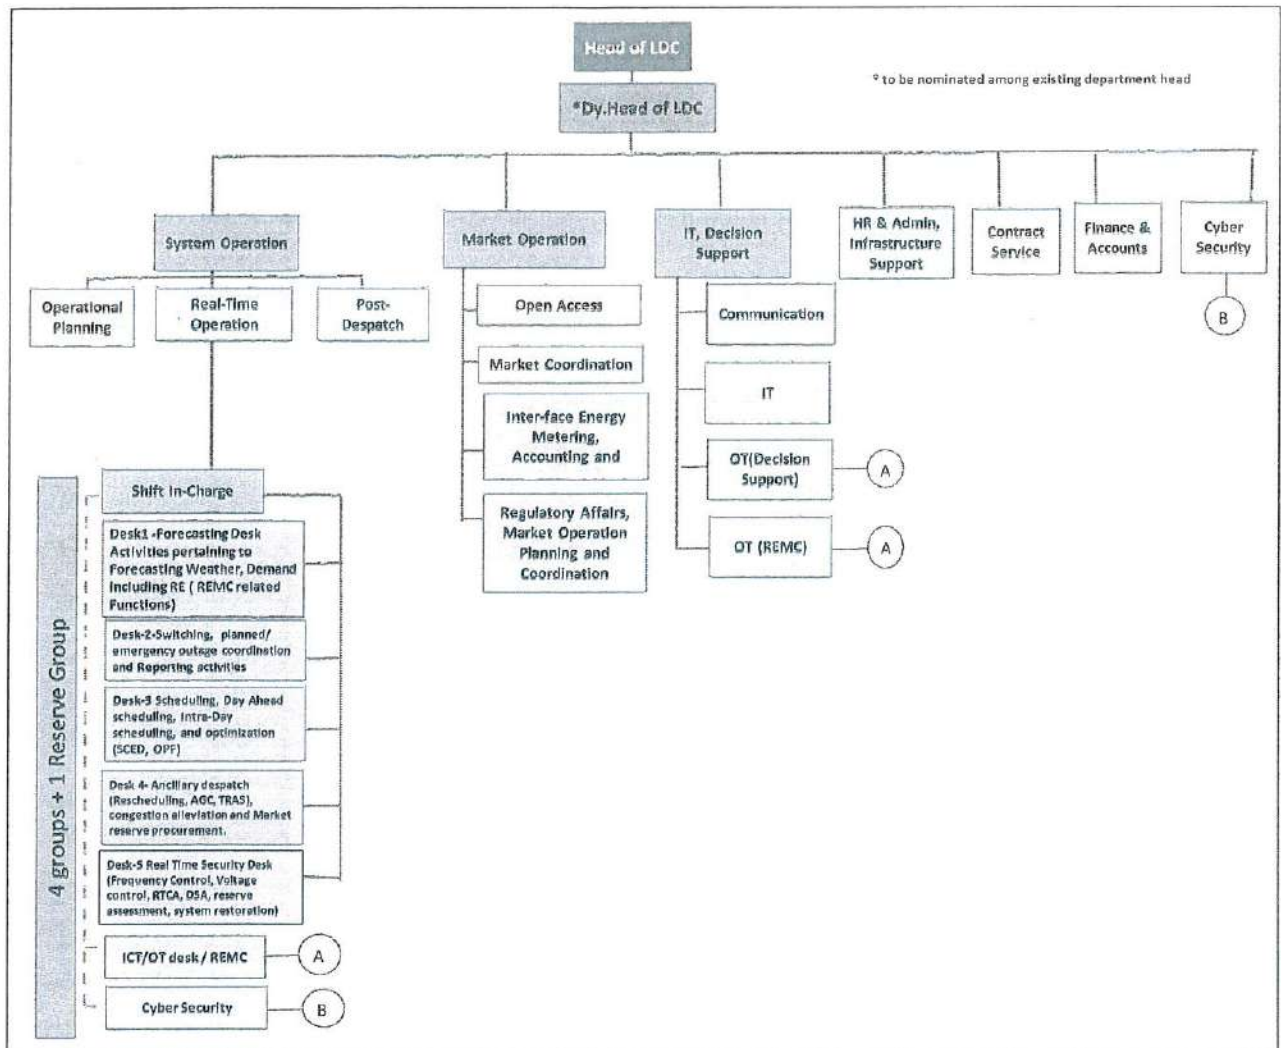 Head of LDC
* to be nominated among existing department head
*Dy.Head of LDC
System Operation
Market Operation
IT, Decision
Support
HR & Admin,
Infrastructure
Support
Contract
Service
Finance &
Accounts
Cyber
Security
B
Operational
Planning
Real-Time
Operation
Post-
Despatch
Open Access
Market Coordination
Inter-face Energy
Metering,
Accounting and
Regulatory Affairs,
Market Operation
Planning and
Coordination
Communication
IT
OT(Decision
Support)
A
OT (REMC)
A
4 groups + 1 Reserve Group
Shift In-Charge
Desk1 -Forecasting Desk
Activities pertaining to
Forecasting Weather, Demand
Including RE ( REMC related
Functions)
Desk-2-Switching, planned/
emergency outage coordination
and Reporting activities
Desk-3 Scheduling, Day Ahead
scheduling, Intra-Day
scheduling, and optimization
(SCED, OPF)
Desk 4- Ancillary despatch
(Rescheduling, AGC, TRAS),
congestion alleviation and Market
reserve procurement.
Desk-5 Real Time Security Desk
(Frequency Control, Voltage
control, RTCA, DSA, reserve
assessment, system restoration)
ICT/OT desk / REMC
A
Cyber Security
B